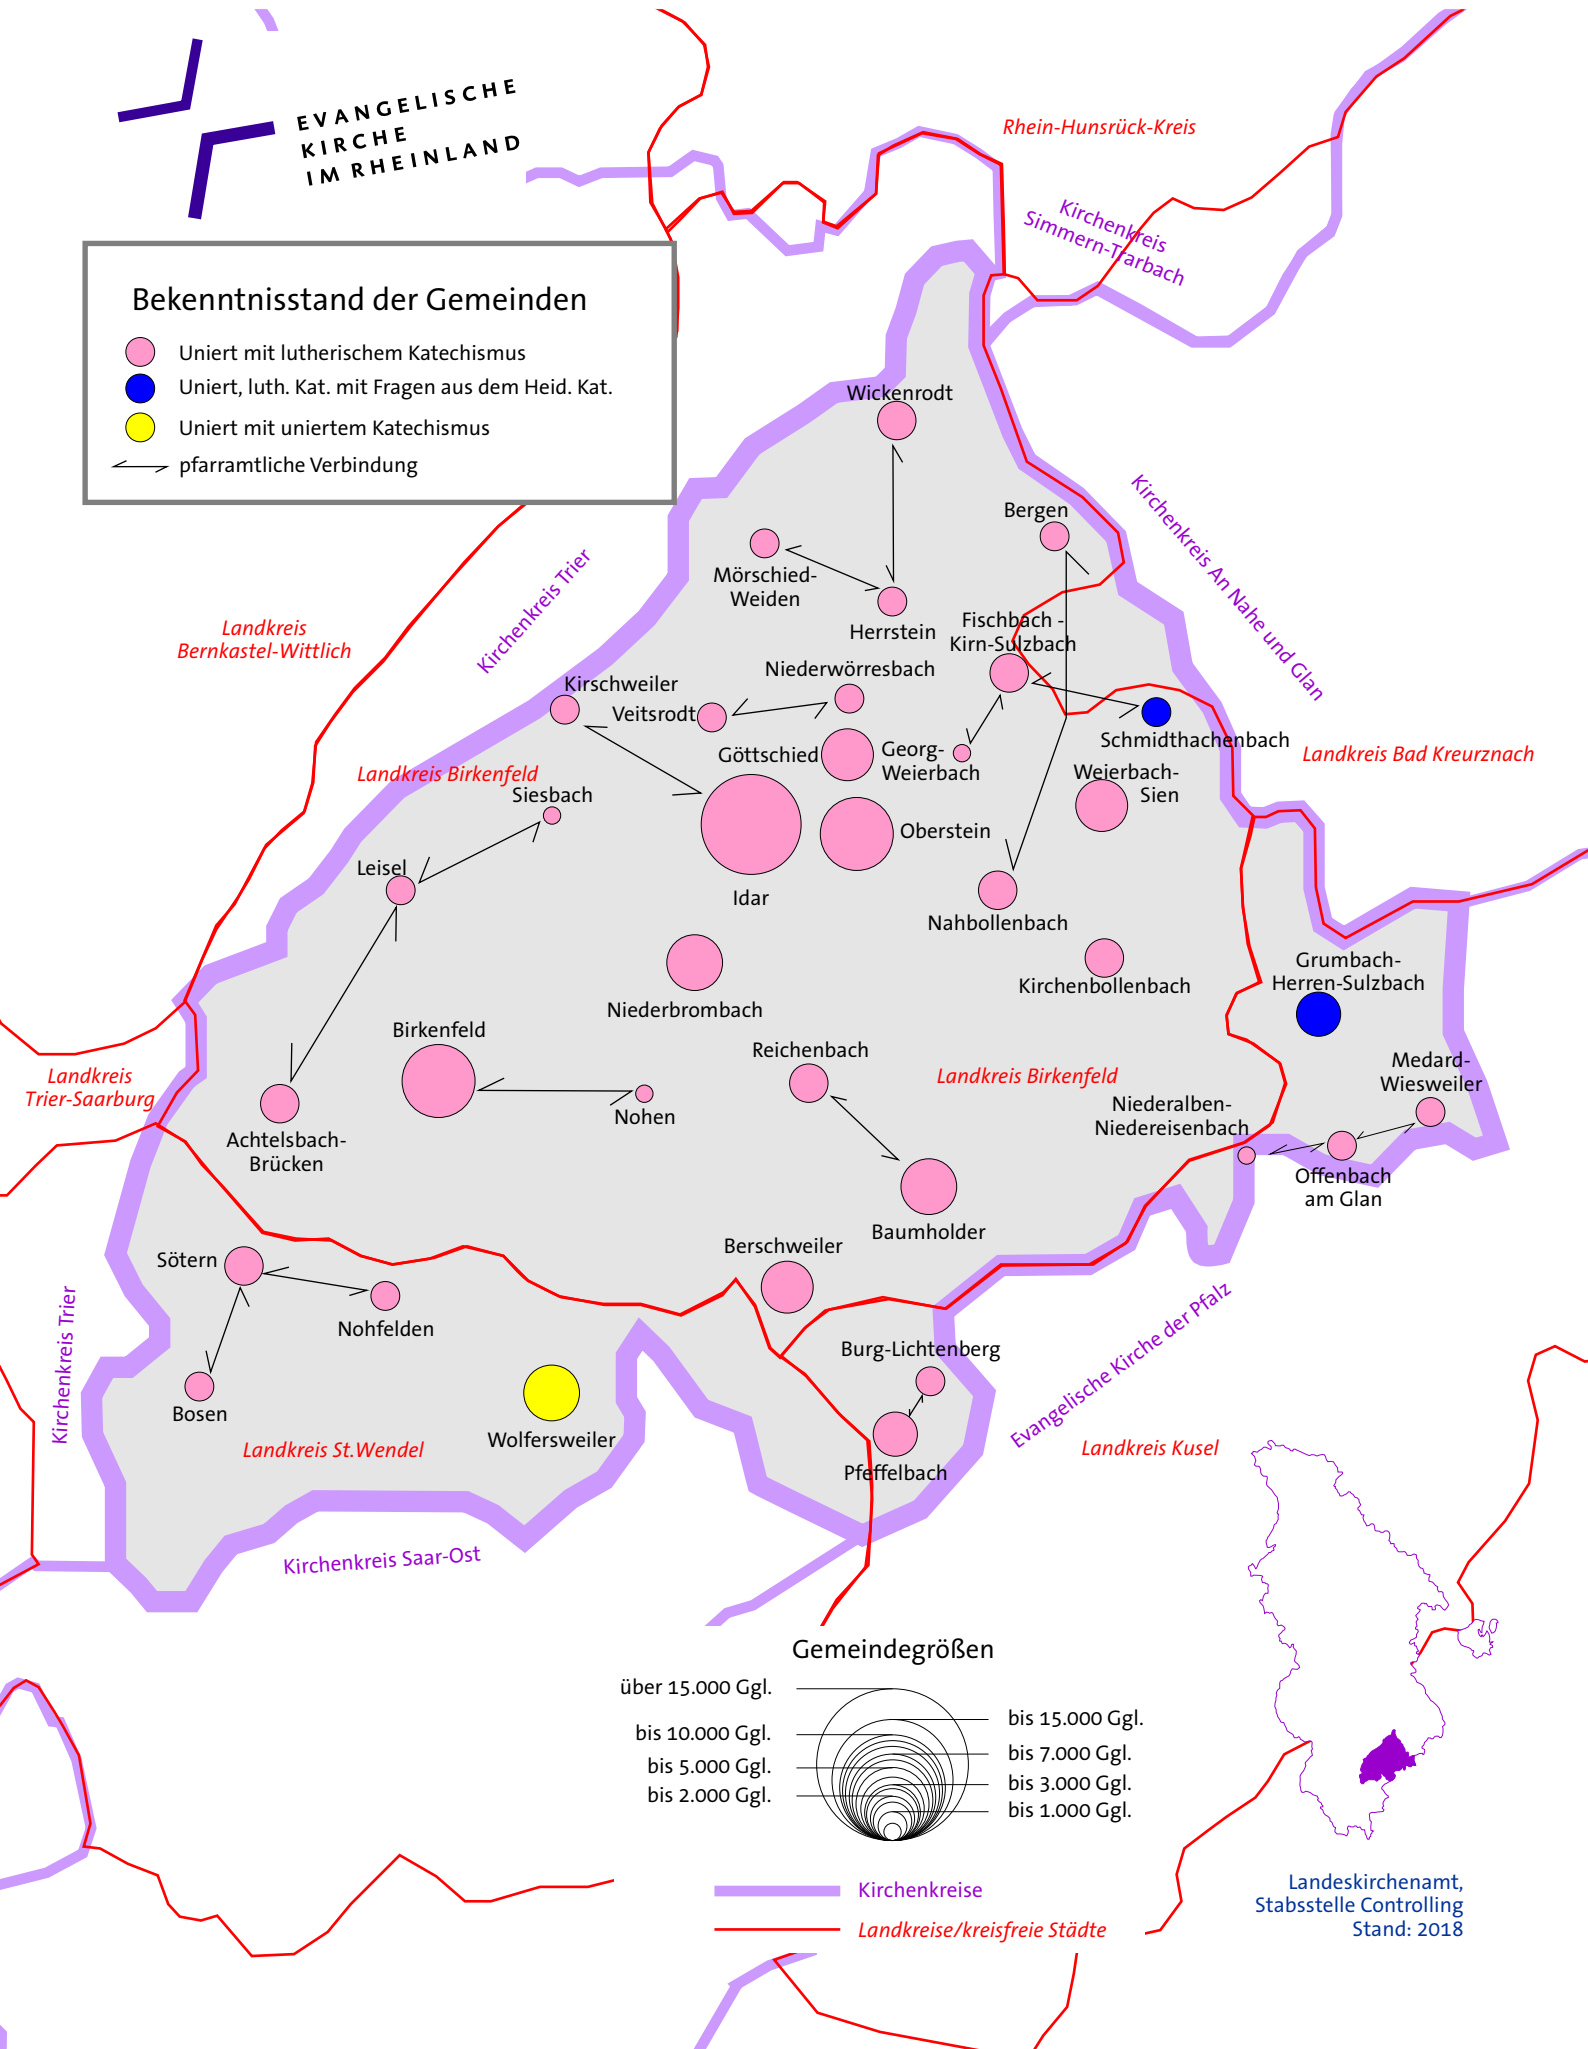 EVANGELISCHE
KIRCHE
IM RHEINLAND
Rhein-Hunsrück-Kreis
Kirchenkreis
Simmern-Trarbach
Bekenntnisstand der Gemeinden
Uniert mit lutherischem Katechismus
Uniert, luth. Kat. mit Fragen aus dem Heid. Kat.
Uniert mit uniertem Katechismus
pfarramtliche Verbindung
Wickenrodt
Bergen
Kirchenkreis An Nahe und Glan
Kirchenkreis Trier
Mörschied-
Weiden
Herrstein
Landkreis
Bernkastel-Wittlich
Fischbach -
Kirn-Sulzbach
Niederwörresbach
Kirschweiler
Veitsrodt
Göttschied
Georg-
Weierbach
Schmidthachenbach
Landkreis Bad Kreurznach
Landkreis Birkenfeld
Siesbach
Weierbach-
Sien
Oberstein
Leisel
Idar
Nahbollenbach
Kirchenbollenbach
Grumbach-
Herren-Sulzbach
Niederbrombach
Birkenfeld
Reichenbach
Landkreis Birkenfeld
Medard-
Wiesweiler
Landkreis
Trier-Saarburg
Nohen
Niederalben-
Niedereisenbach
Achtelsbach-
Brücken
Offenbach
am Glan
Baumholder
Berschweiler
Sötern
Nohfelden
Kirchenkreis Trier
Evangelische Kirche der Pfalz
Burg-Lichtenberg
Bosen
Wolfersweiler
Landkreis St.Wendel
Landkreis Kusel
Pfeffelbach
Kirchenkreis Saar-Ost
Gemeindegrößen
über 15.000 Ggl.
bis 15.000 Ggl.
bis 10.000 Ggl.
bis 7.000 Ggl.
bis 5.000 Ggl.
bis 3.000 Ggl.
bis 2.000 Ggl.
bis 1.000 Ggl.
Kirchenkreise
Landkreise/kreisfreie Städte
Landeskirchenamt,
Stabsstelle Controlling
Stand: 2018